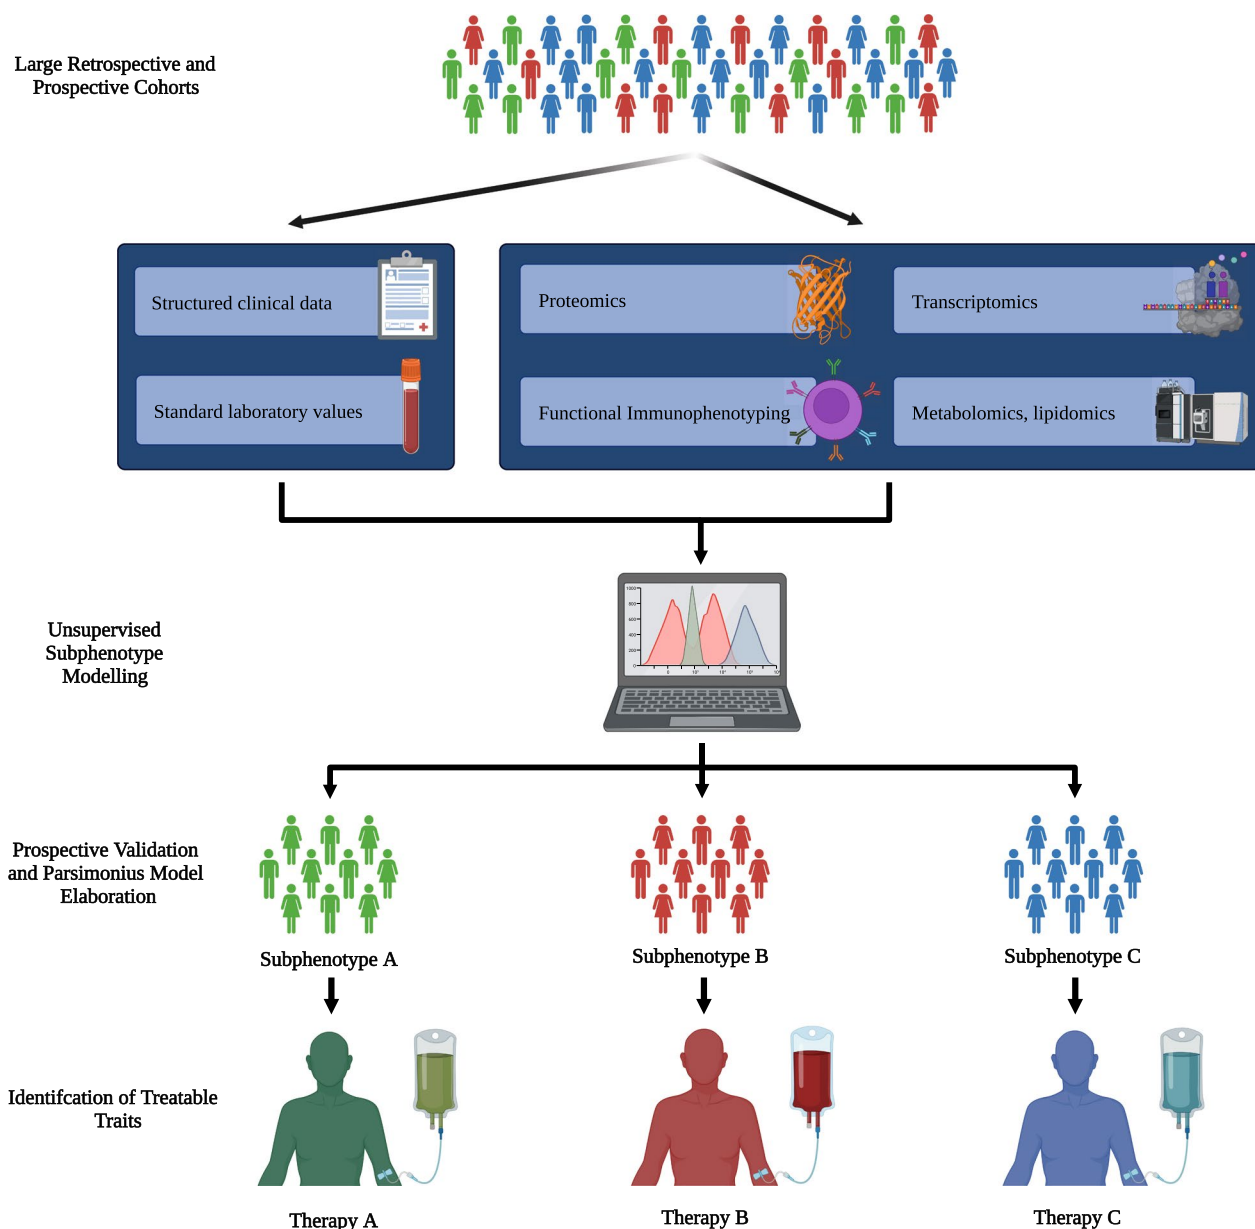 Large Retrospective and
Prospective Cohorts
Structured clinical data
Standard laboratory values
Proteomics
Transcriptomics
Functional Immunophenotyping
Metabolomics, lipidomics
Unsupervised
Subphenotype
Modelling
Prospective Validation
and Parsimonius Model
Elaboration
Subphenotype A
Subphenotype B
Subphenotype C
Identifcation of Treatable
Traits
Therapy A
Therapy B
Therapy C